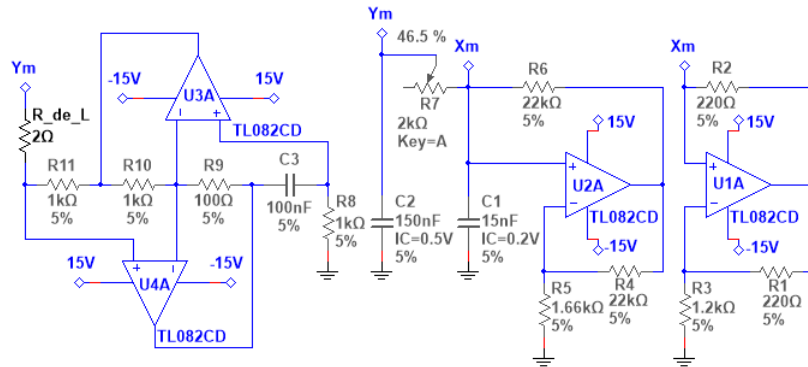 Ym
R_de_L
2Ω
R11
1kΩ
5%
R10
1kΩ
5%
R9
100Ω
5%
-15V
15V
U3A
TL082CD
C3
100nF
5%
R8
1kΩ
5%
15V
-15V
U4A
TL082CD
Ym
46.5 %
R7
2kΩ
Key=A
C2
150nF
IC=0.5V
5%
Xm
C1
15nF
IC=0.2V
5%
R6
22kΩ
5%
15V
U2A
TL082CD
-15V
R5
1.66kΩ
5%
R4
22kΩ
5%
Xm
R2
220Ω
5%
15V
U1A
TL082CD
-15V
R3
1.2kΩ
5%
R1
220Ω
5%